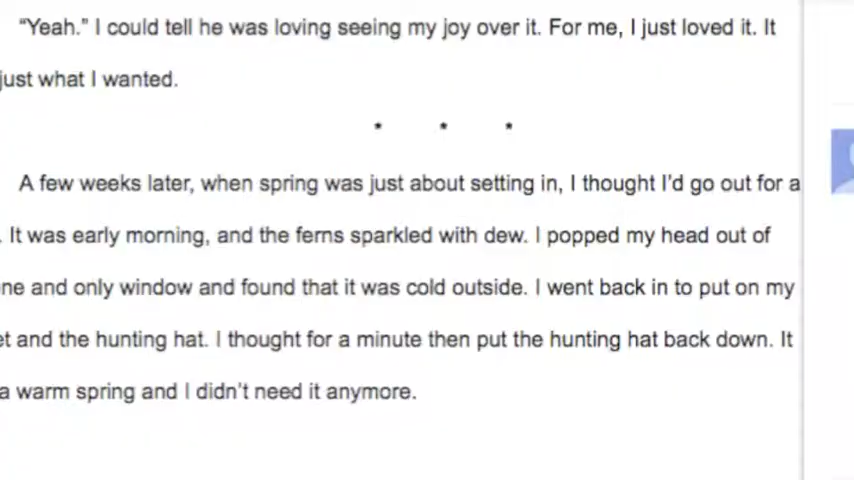 “Yeah.” I could tell he was loving seeing my joy over it. For me, I just loved it. It
just what I wanted.
* * *
A few weeks later, when spring was just about setting in, I thought I’d go out for a
. It was early morning, and the ferns sparkled with dew. I popped my head out of
ne and only window and found that it was cold outside. I went back in to put on my
et and the hunting hat. I thought for a minute then put the hunting hat back down. It
a warm spring and I didn’t need it anymore.